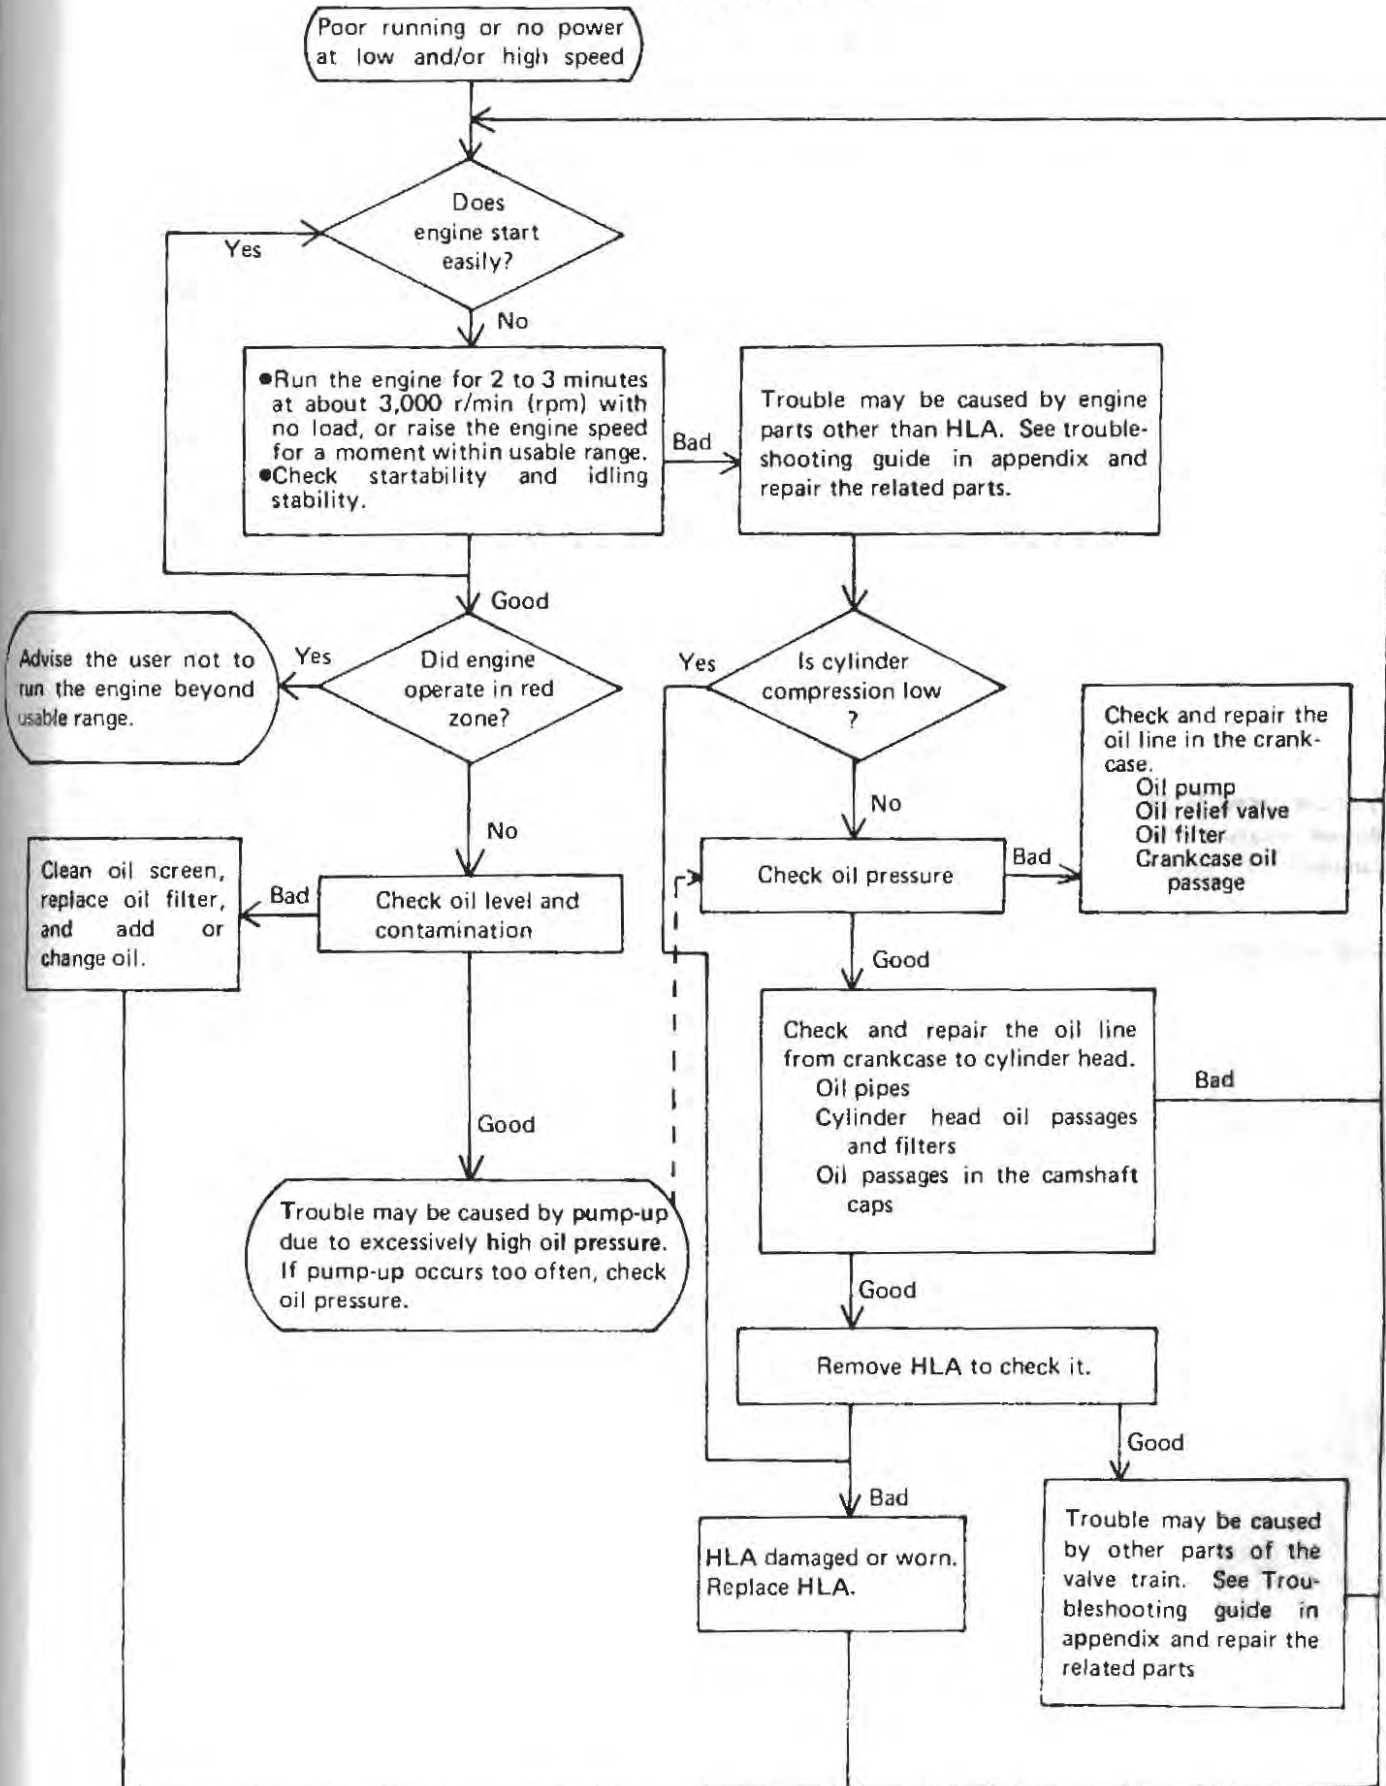 Poor running or no power
at low and/or high speed
Does
engine start
easily?
Yes
No
●Run the engine for 2 to 3 minutes
at about 3,000 r/min (rpm) with
no load, or raise the engine speed
for a moment within usable range.
●Check startability and idling
stability.
Bad
Trouble may be caused by engine
parts other than HLA. See trouble-
shooting guide in appendix and
repair the related parts.
Good
Advise the user not to
run the engine beyond
usable range.
Yes
Did engine
operate in red
zone?
Yes
Is cylinder
compression low
?
Check and repair the
oil line in the crank-
case.
Oil pump
Oil relief valve
Oil filter
Crankcase oil
passage
No
No
Clean oil screen,
replace oil filter,
and add or
change oil.
Bad
Check oil level and
contamination
Check oil pressure
Bad
Good
Check and repair the oil line
from crankcase to cylinder head.
Oil pipes
Cylinder head oil passages
and filters
Oil passages in the camshaft
caps
Bad
Good
Trouble may be caused by pump-up
due to excessively high oil pressure.
If pump-up occurs too often, check
oil pressure.
Good
Remove HLA to check it.
Good
Bad
HLA damaged or worn.
Replace HLA.
Trouble may be caused
by other parts of the
valve train. See Trou-
bleshooting guide in
appendix and repair the
related parts